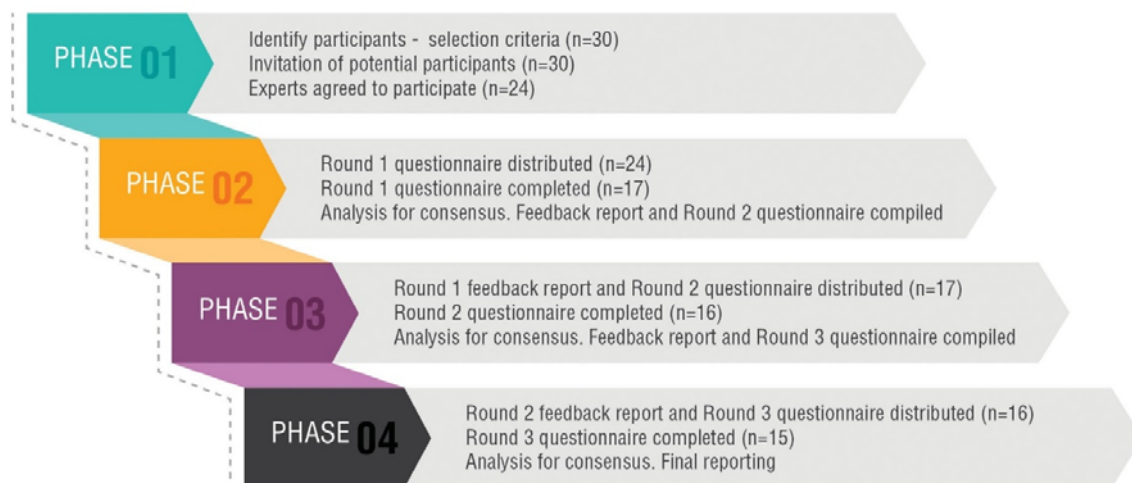 PHASE 01
Identify participants - selection criteria (n=30)
Invitation of potential participants (n=30)
Experts agreed to participate (n=24)
PHASE 02
Round 1 questionnaire distributed (n=24)
Round 1 questionnaire completed (n=17)
Analysis for consensus. Feedback report and Round 2 questionnaire compiled
PHASE 03
Round 1 feedback report and Round 2 questionnaire distributed (n=17)
Round 2 questionnaire completed (n=16)
Analysis for consensus. Feedback report and Round 3 questionnaire compiled
PHASE 04
Round 2 feedback report and Round 3 questionnaire distributed (n=16)
Round 3 questionnaire completed (n=15)
Analysis for consensus. Final reporting